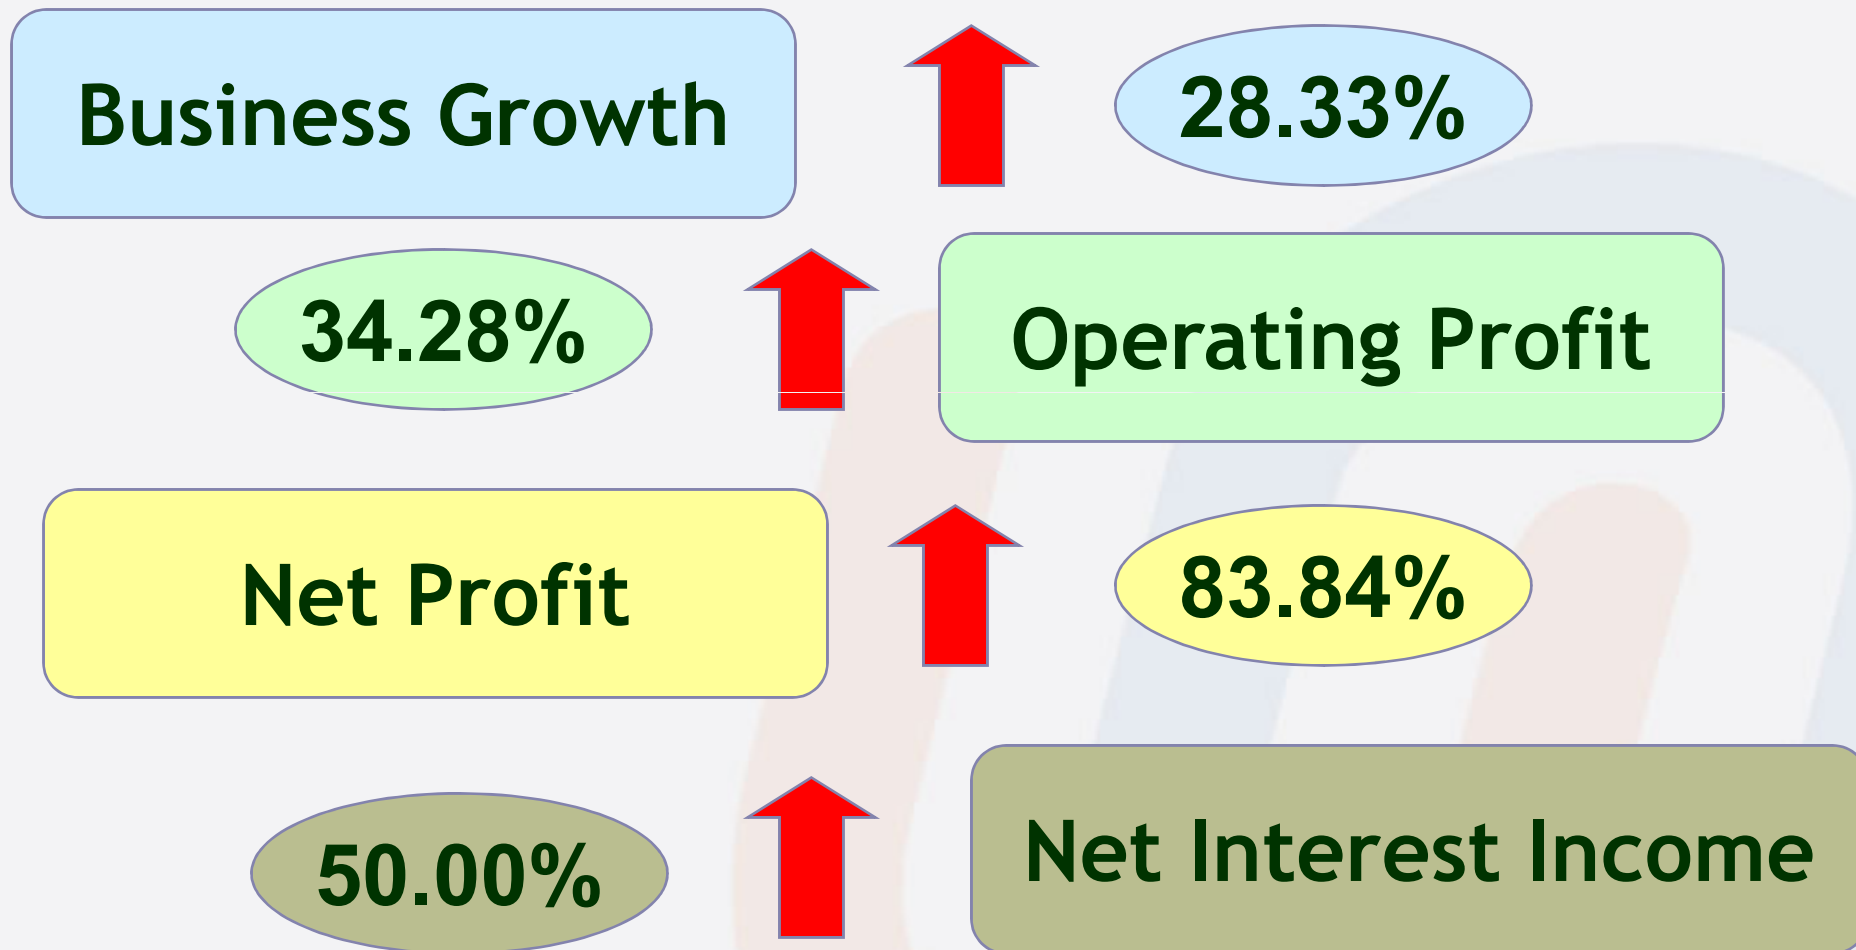 Business Growth
28.33%
34.28%
Operating Profit
Net Profit
83.84%
50.00%
Net Interest Income